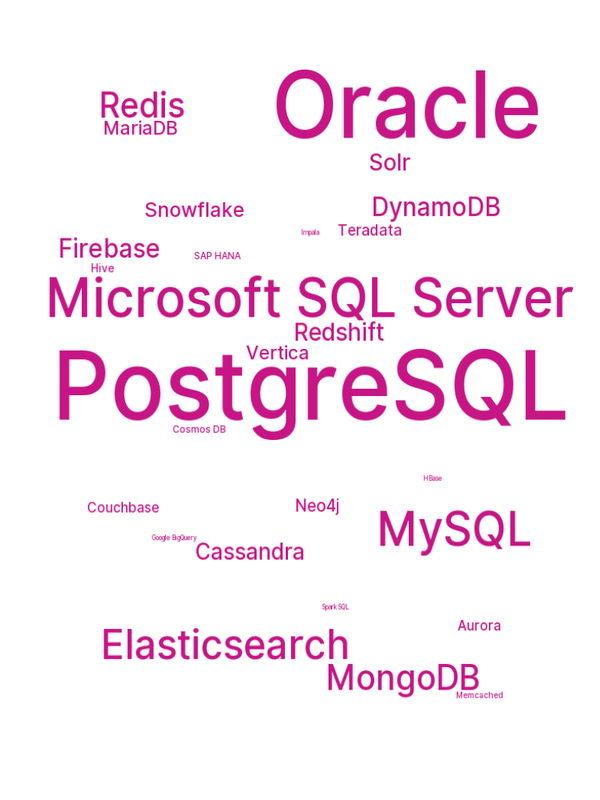 Oracle
Redis
MariaDB
Solr
DynamoDB
Snowflake
Teradata
Impala
Firebase
SAP HANA
Hive
Microsoft SQL Server
Redshift
Vertica
PostgreSQL
Cosmos DB
HBase
Neo4j
Couchbase
MySQL
Google BigQuery
Cassandra
Spark SQL
Aurora
Elasticsearch
MongoDB
Memcached